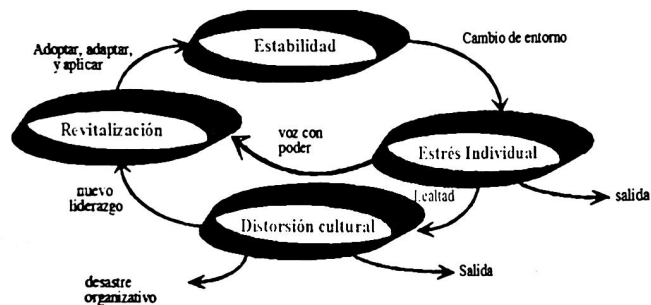 Adoptar, adaptar,
y aplicar
Estabilidad
Cambio de entorno
Revitalización
voz con
poder
Estrés Individual
Lealtad
salida
nuevo
liderazgo
Distorsión cultural
Salida
desastre
organizativo